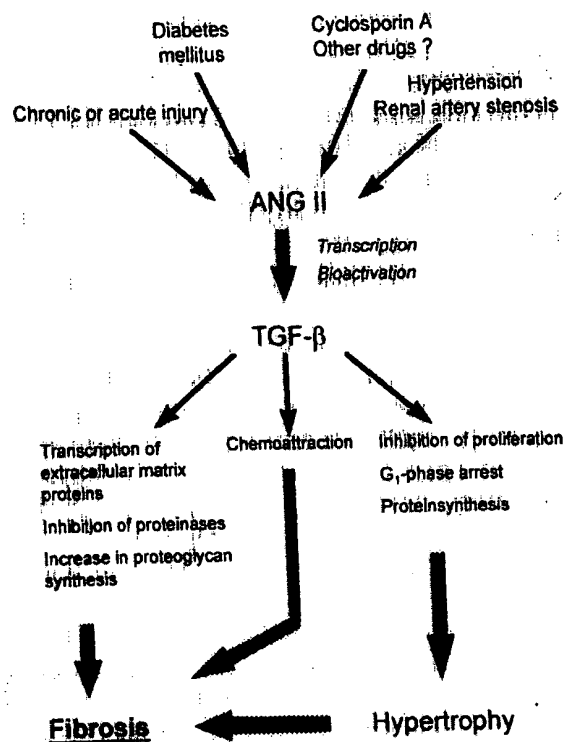 Diabetes
mellitus
Cyclosporin A
Other drugs ?
Chronic or acute injury
Hypertension
Renal artery stenosis
ANG II
Transcription
Bioactivation
TGF-β
Transcription of
extracellular matrix
proteins
Inhibition of proteinases
Increase in proteoglycan
synthesis
Chemoattraction
Inhibition of proliferation
G₁-phase arrest
Proteinsynthesis
Fibrosis
Hypertrophy